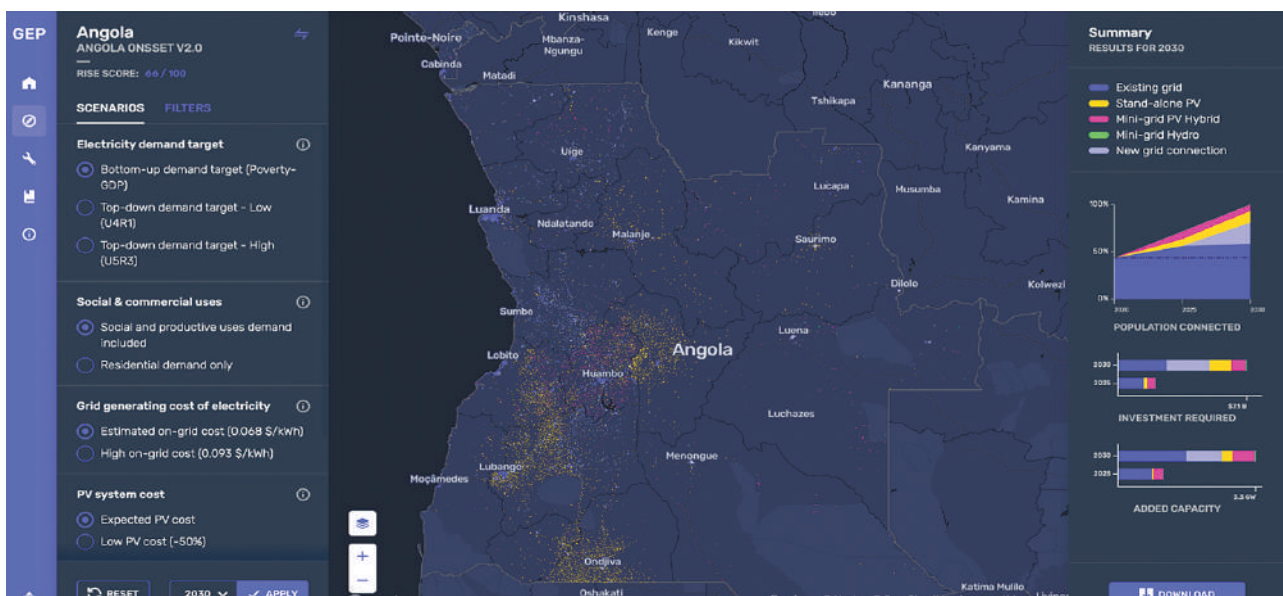 GEP
Angola
ANGOLA ONSSET V2.0
RISE SCORE: 66 / 100
SCENARIOS
FILTERS
Electricity demand target
Bottom-up demand target (Poverty-
GDP)
Top-down demand target - Low
(U4R1)
Top-down demand target - High
(U5R3)
Social & commercial uses
Social and productive uses demand
included
Residential demand only
Grid generating cost of electricity
Estimated on-grid cost (0.068 $/kWh)
High on-grid cost (0.093 $/kWh)
PV system cost
Expected PV cost
Low PV cost (-50%)
RESET
2030
APPLY
Kinshasa
Pointe-Noire
Mbanza-
Ngungu
Kenge
Kikwit
Cabinda
Matadi
Kananga
Tshikapa
Kanyama
Uige
Lucapa
Musumba
Kamina
Luanda
Ndalatando
Malanje
Saurimo
Dilolo
Kolwezi
Sumbe
Luena
Angola
Lobito
Huambo
Luchazes
Menongue
Lubango
Moçâmedes
Ondjiva
Oshakati
Katima Mulilo
+
−
Summary
RESULTS FOR 2030
Existing grid
Stand-alone PV
Mini-grid PV Hybrid
Mini-grid Hydro
New grid connection
100%
50%
0%
2020
2025
2030
POPULATION CONNECTED
2030
2025
INVESTMENT REQUIRED
2030
2025
ADDED CAPACITY
DOWNLOAD